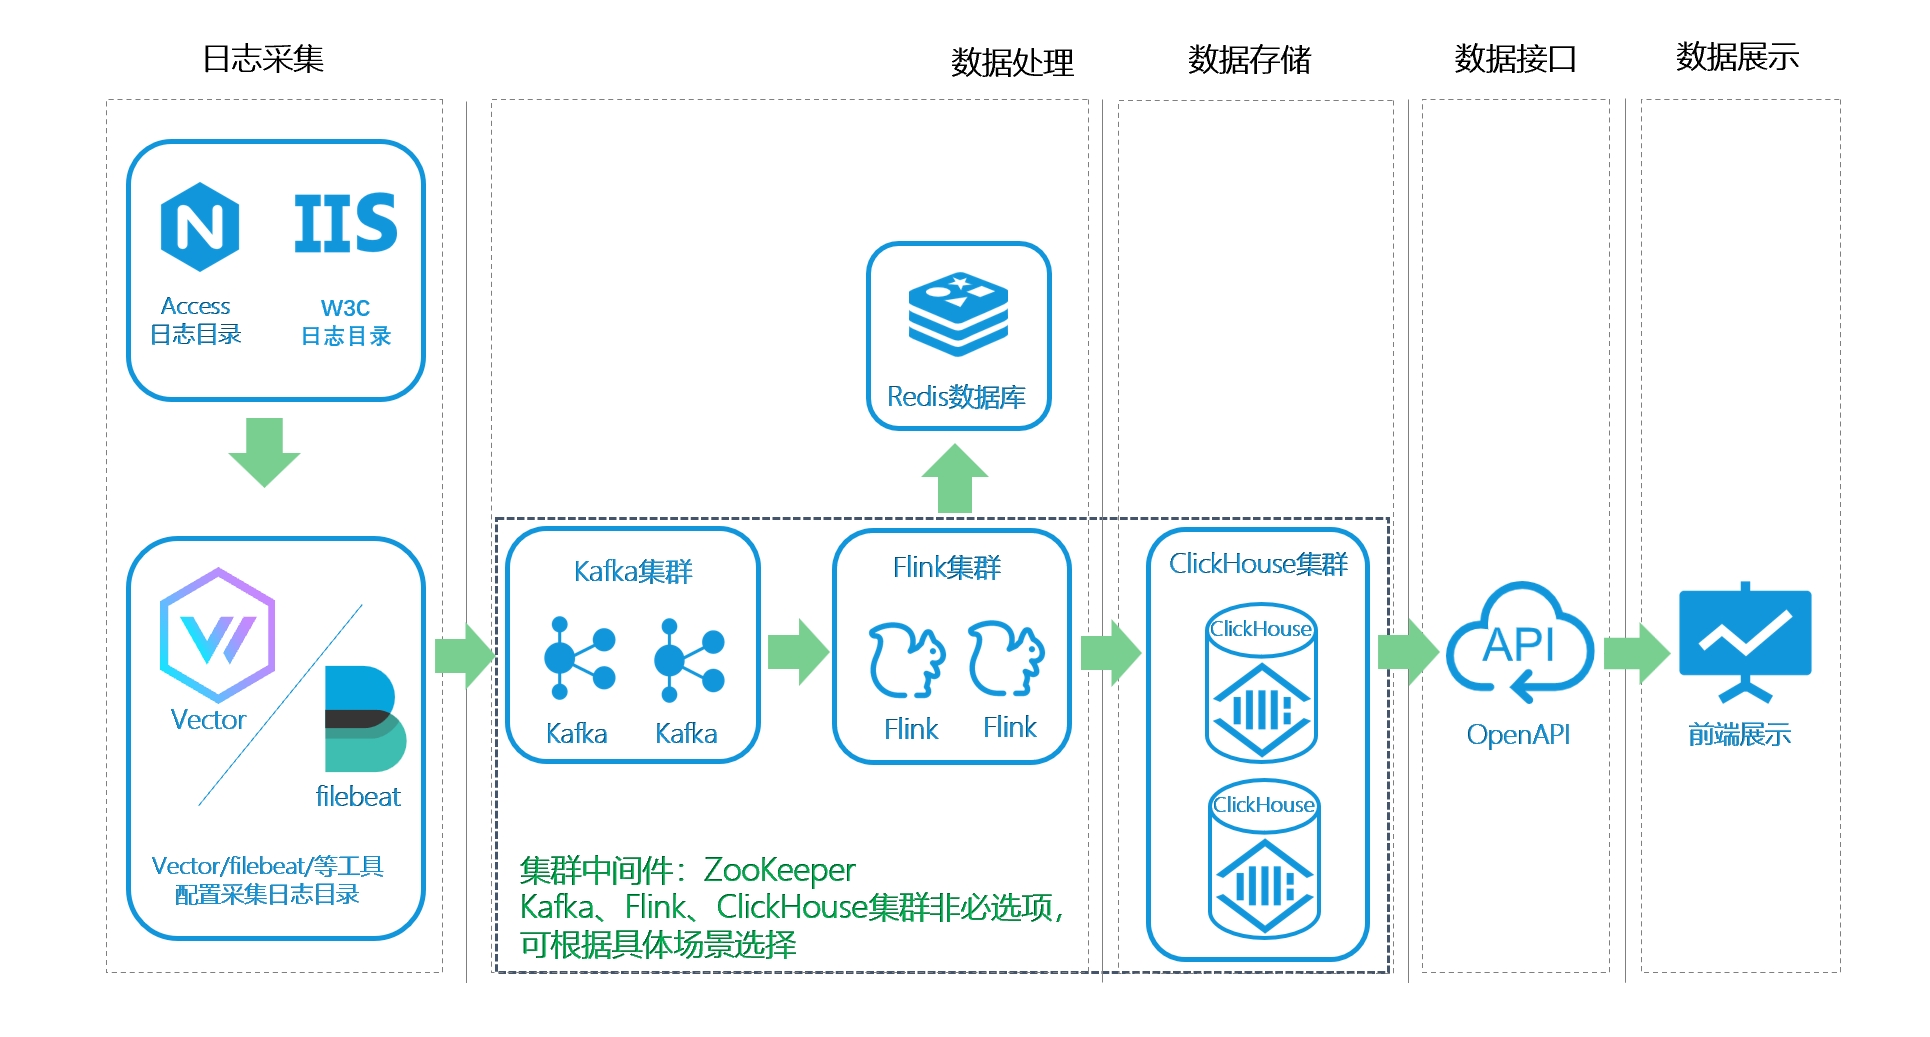 日志采集
数据处理
数据存储
数据接口
数据展示
N
IIS
Access
日志目录
W3C
日志目录
Vector
filebeat
Vector/filebeat/等工具
配置采集日志目录
Redis数据库
Kafka集群
Kafka
Kafka
Flink集群
Flink
Flink
集群中间件：ZooKeeper
Kafka、Flink、ClickHouse集群非必选项，
可根据具体场景选择
ClickHouse集群
ClickHouse
ClickHouse
API
OpenAPI
前端展示